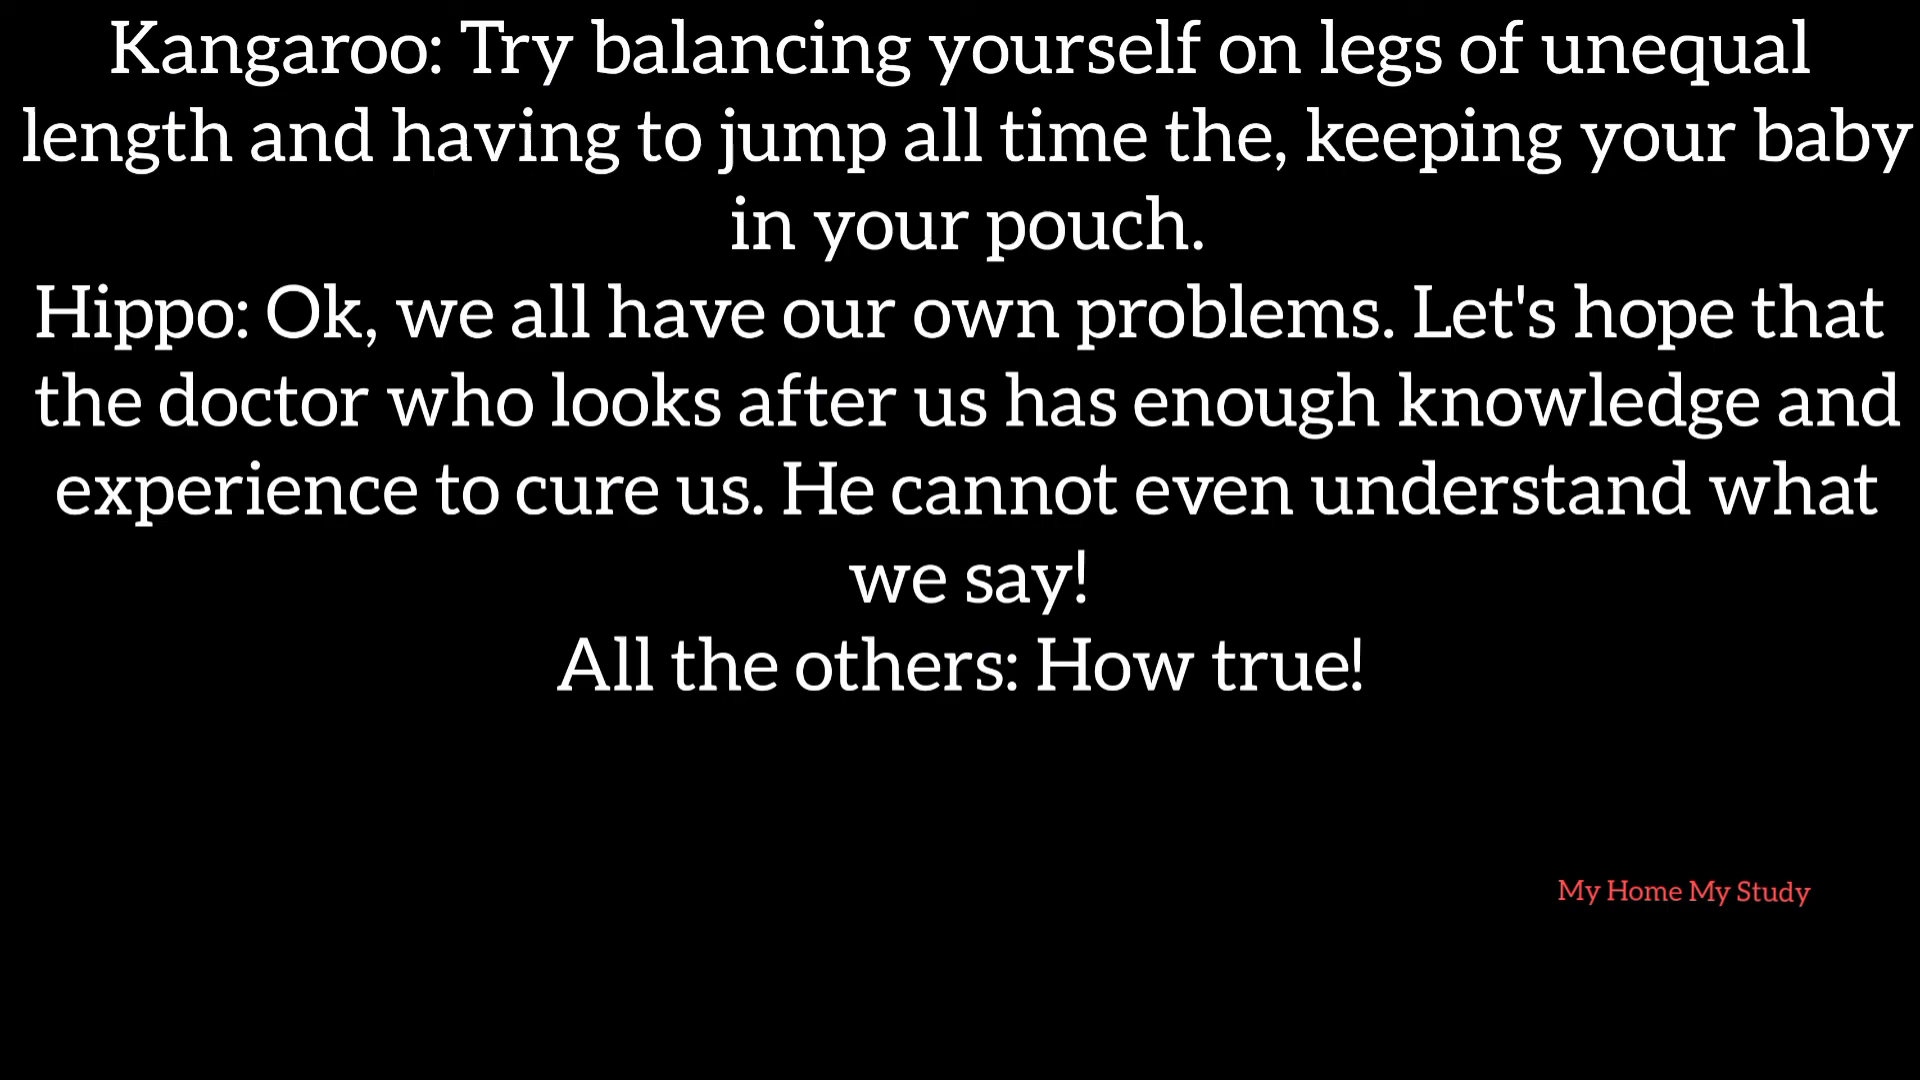 Kangaroo: Try balancing yourself on legs of unequal
length and having to jump all time the, keeping your baby
in your pouch.
Hippo: Ok, we all have our own problems. Let's hope that
the doctor who looks after us has enough knowledge and
experience to cure us. He cannot even understand what
we say!
All the others: How true!
My Home My Study